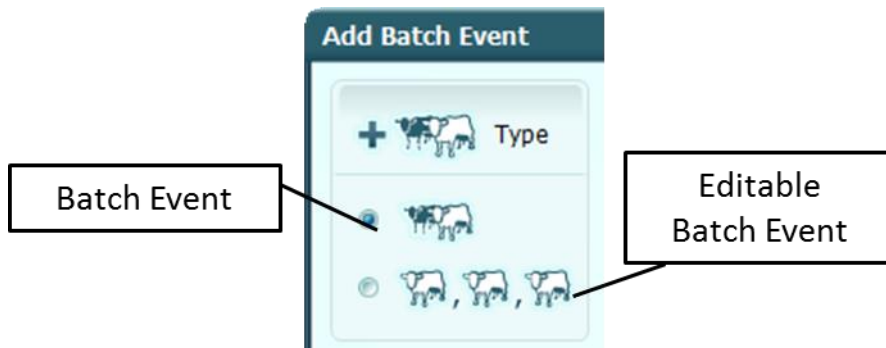 Add Batch Event
Type
Batch Event
Editable
Batch Event
, ,